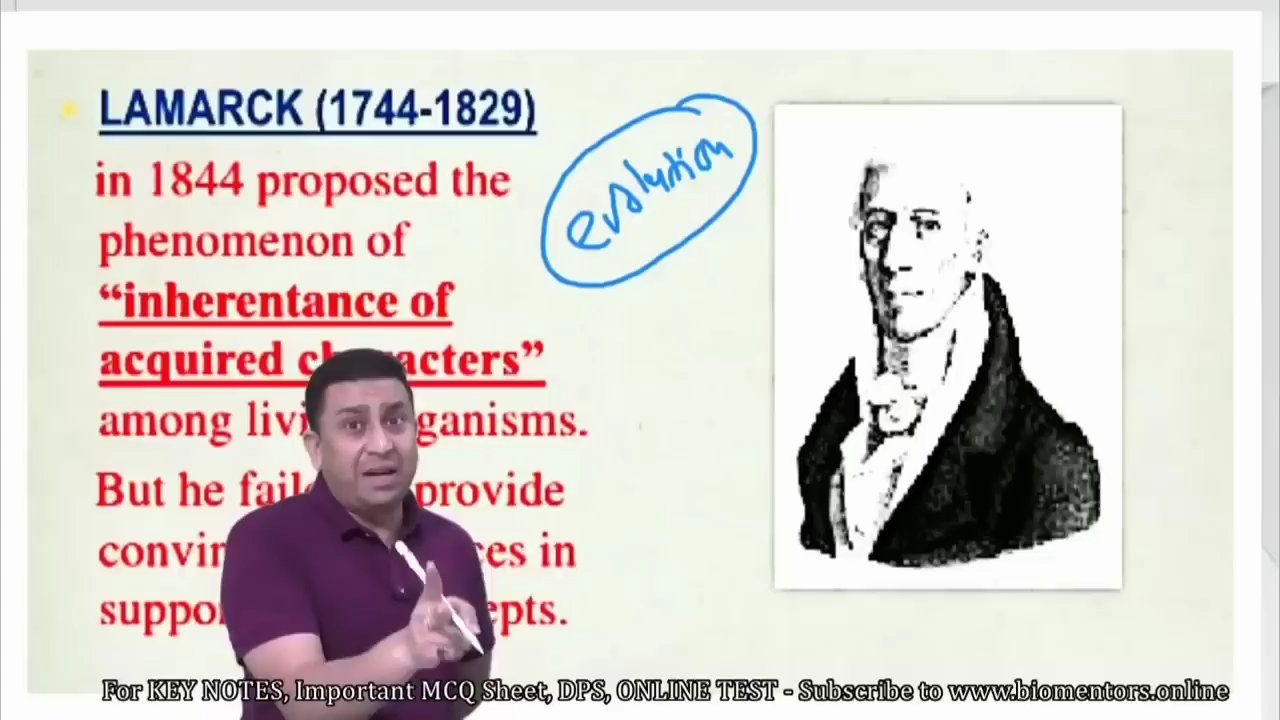 LAMARCK (1744-1829)
evolution
in 1844 proposed the
phenomenon of
“inherentance of
acquired acters”
among livi ganisms.
But he fail provide
convin ces in
suppo epts.
For KEY NOTES, Important MCQ Sheet, DPS, ONLINE TEST - Subscribe to www.biomentors.online